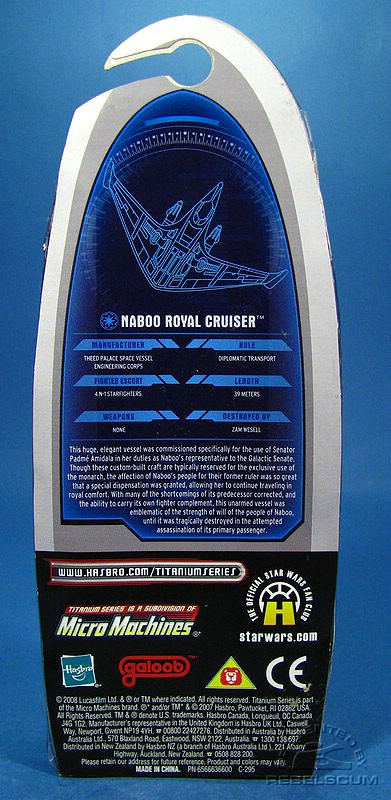 NABOO ROYAL CRUISER™
MANUFACTURER
ROLE
THEED PALACE SPACE VESSEL
ENGINEERING CORPS
DIPLOMATIC TRANSPORT
FIGHTER ESCORT
LENGTH
4 N-1 STARFIGHTERS
39 METERS
WEAPONS
DESTROYED BY
NONE
ZAM WESELL
This huge, elegant vessel was commissioned specifically for the use of Senator
Padmé Amidala in her duties as Naboo's representative to the Galactic Senate.
Though these custom-built craft are typically reserved for the exclusive use of
the monarch, the affection of Naboo's people for their former ruler was so great
that a special dispensation was granted, allowing her to continue traveling in
royal comfort. With many of the shortcomings of its predecessor corrected, and
the ability to carry its own fighter complement, this unarmed vessel was
emblematic of the strength of will of the people of Naboo,
until it was tragically destroyed in the attempted
assassination of its primary passenger.
WWW.HASBRO.COM/TITANIUMSERIES
THE OFFICIAL STAR WARS FAN CLUB
TITANIUM SERIES IS A SUBDIVISION OF
Micro Machines®
starwars.com
Hasbro
galoob
CE
© 2008 Lucasfilm Ltd. & ® or TM where indicated. All rights reserved. Titanium Series is part
of the Micro Machines brand. ®* and/or TM* & © 2007 Hasbro, Pawtucket, RI 02862 USA.
All Rights Reserved. TM & ® denote U.S. trademarks. Hasbro Canada, Longueuil, QC Canada
J4G 1G2. Manufacturer's representative in the United Kingdom is Hasbro UK Ltd., Caswell
Way, Newport, Gwent NP19 4YH. ☎ 00800 22427276. Distributed in Australia by Hasbro
Australia Ltd., 570 Blaxland Road, Eastwood, NSW 2122, Australia. ☎ 1300 138 697.
Distributed in New Zealand by Hasbro NZ (a branch of Hasbro Australia Ltd.), 221 Albany
Highway, Auckland, New Zealand. ☎ 0508 828 200.
Please retain our address for future reference. Product and colors may vary.
MADE IN CHINA. PN 6566636600 C-295
REBELSCUM